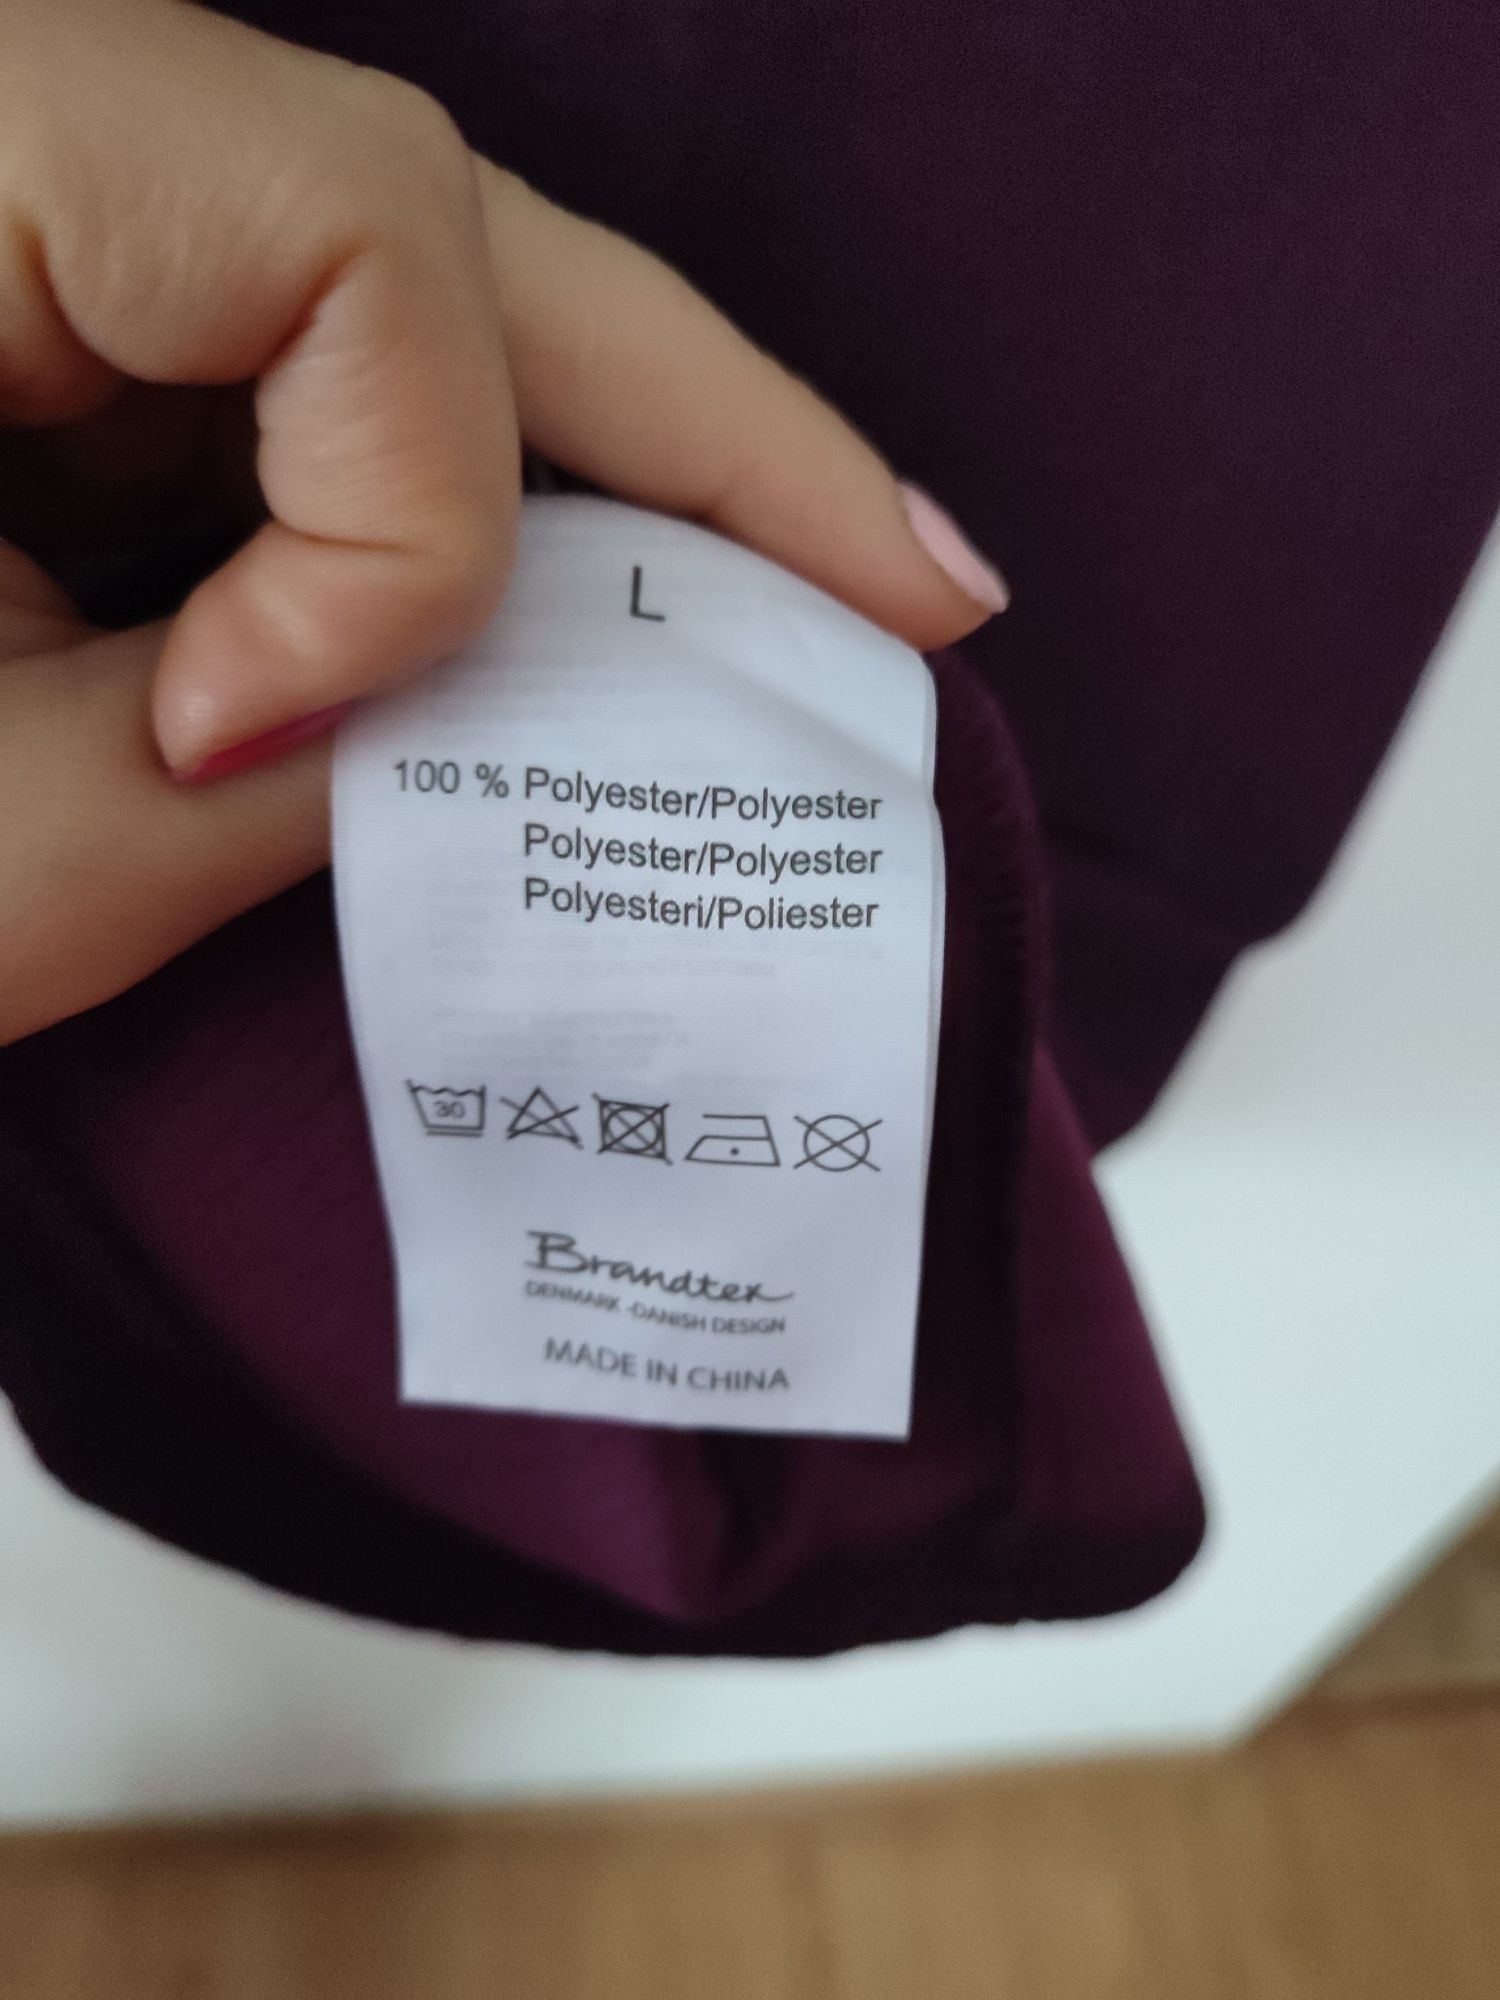 L
100 % Polyester/Polyester
Polyester/Polyester
Polyesteri/Poliester
30
Brandtex
DENMARK - DANISH DESIGN
MADE IN CHINA